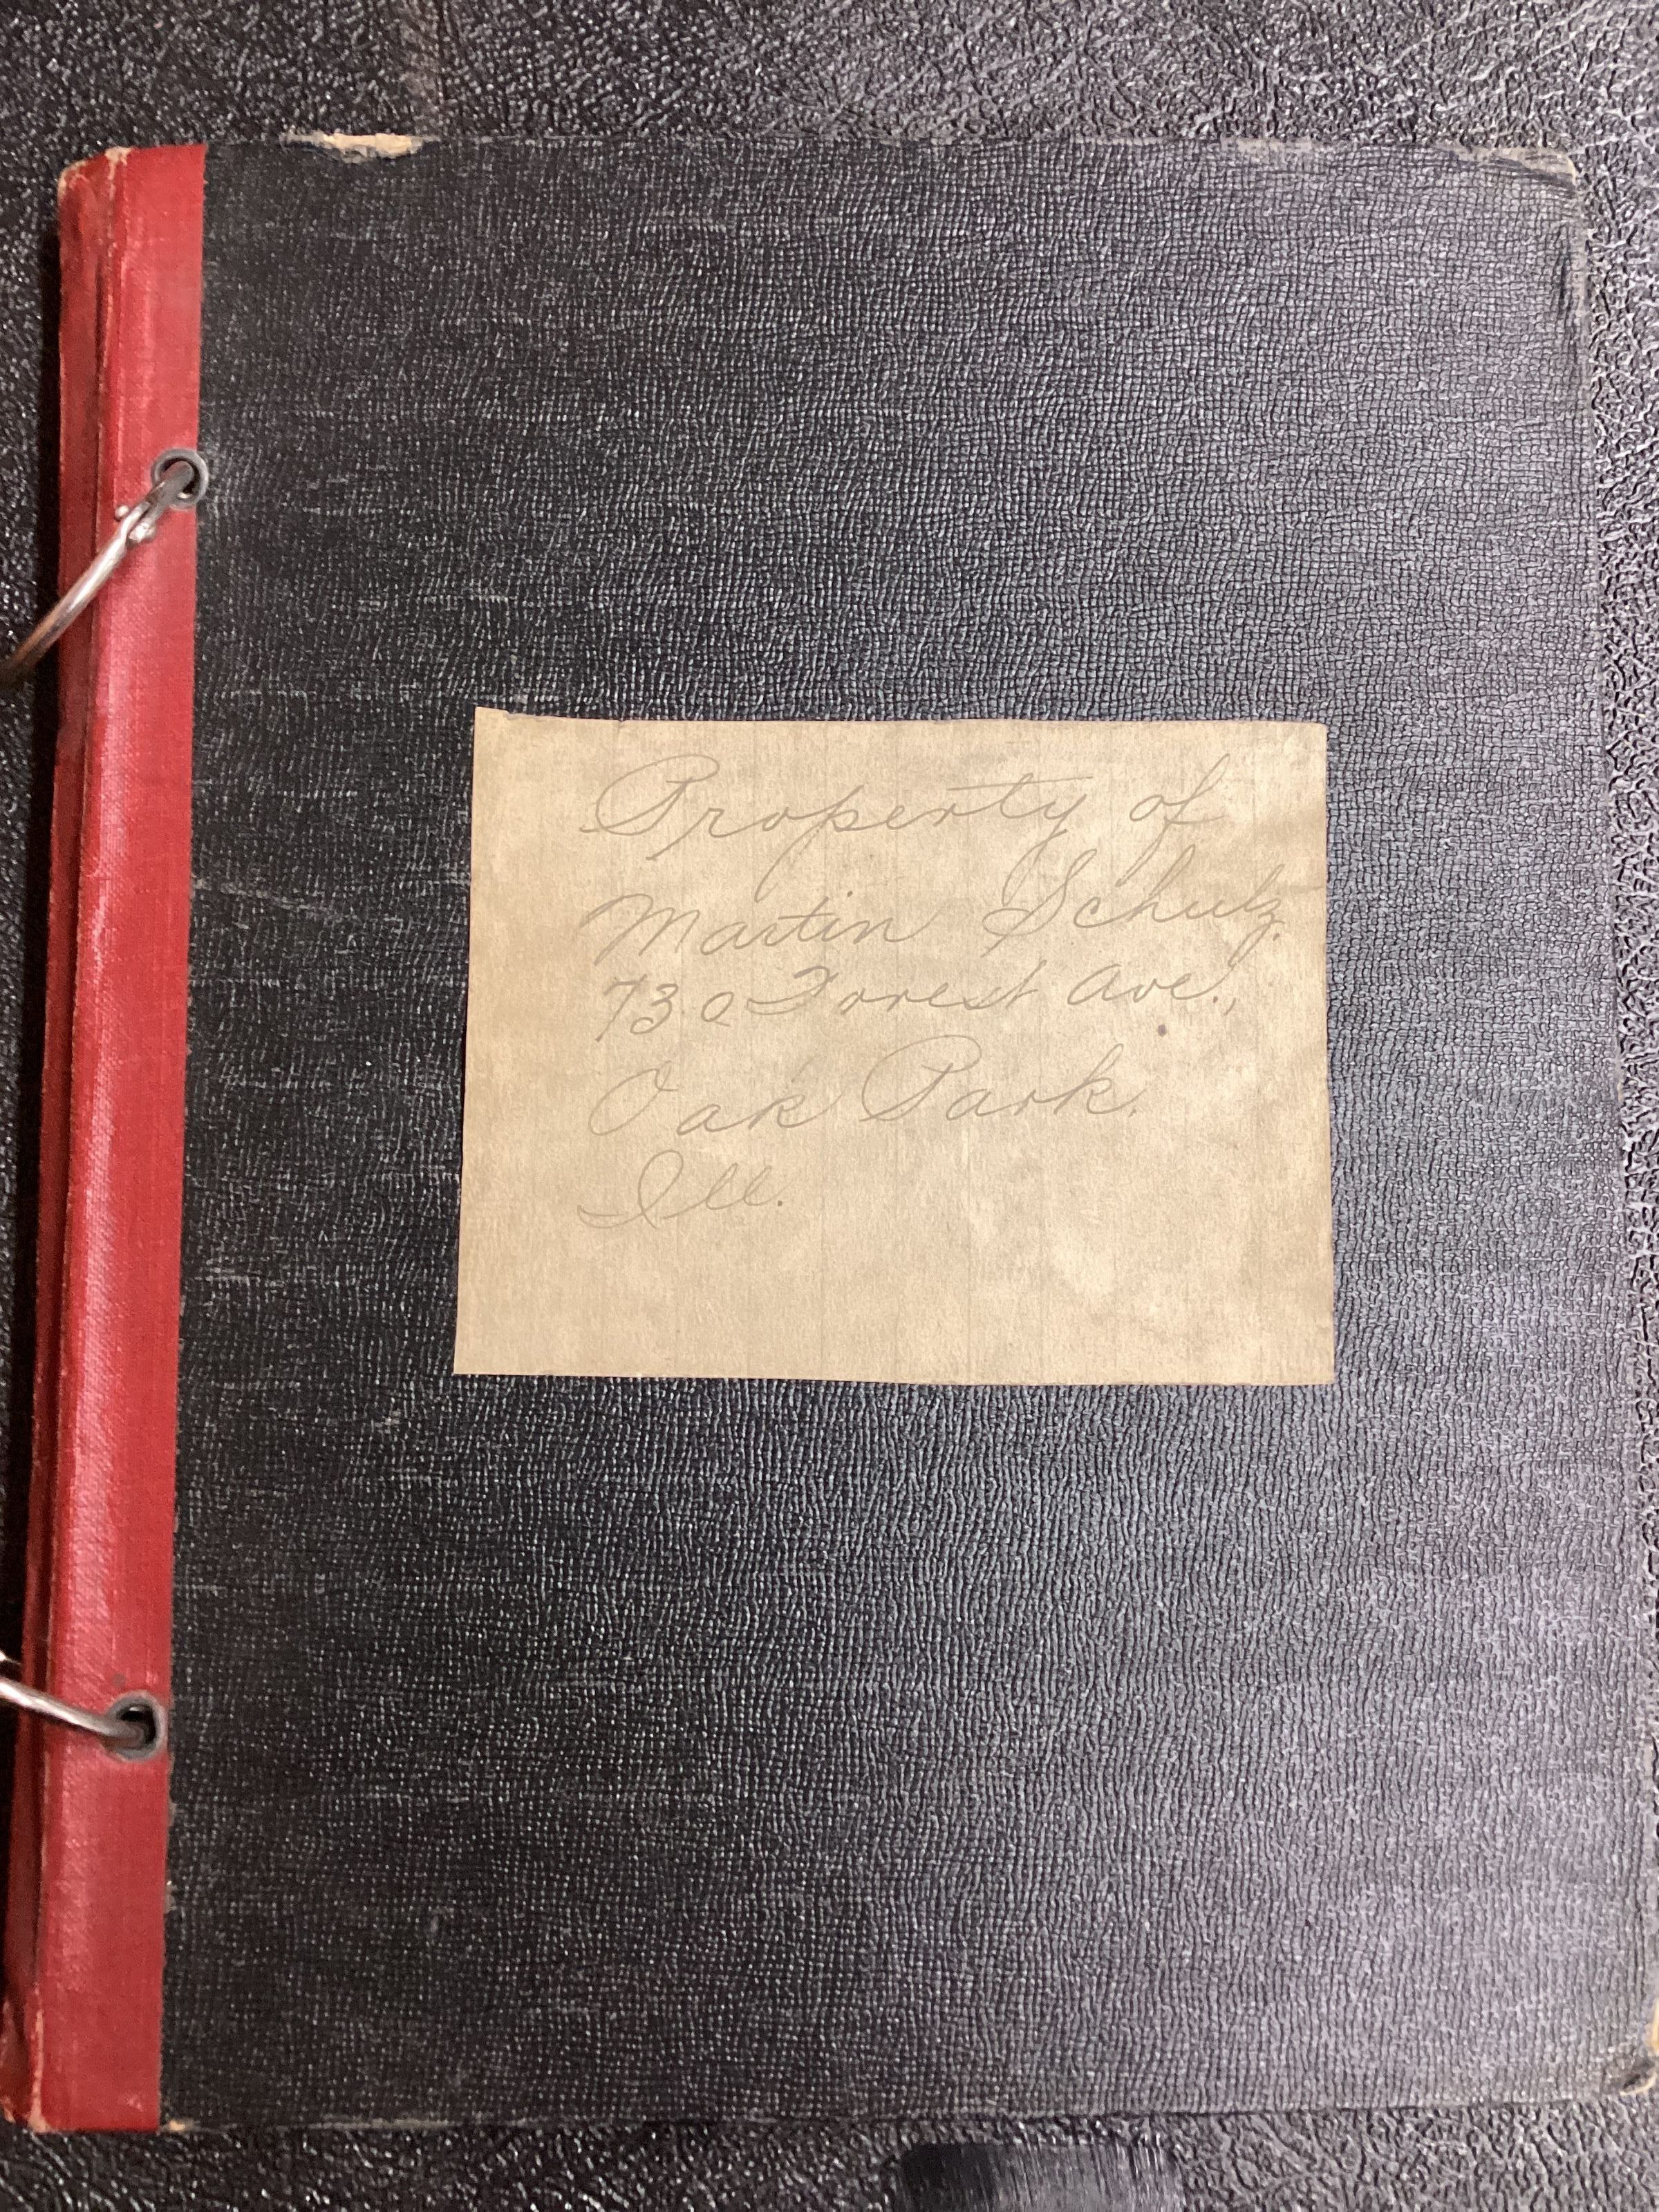 Property of
Martin Schulz.
730 Forest Ave.,
Oak Park.
Ill.